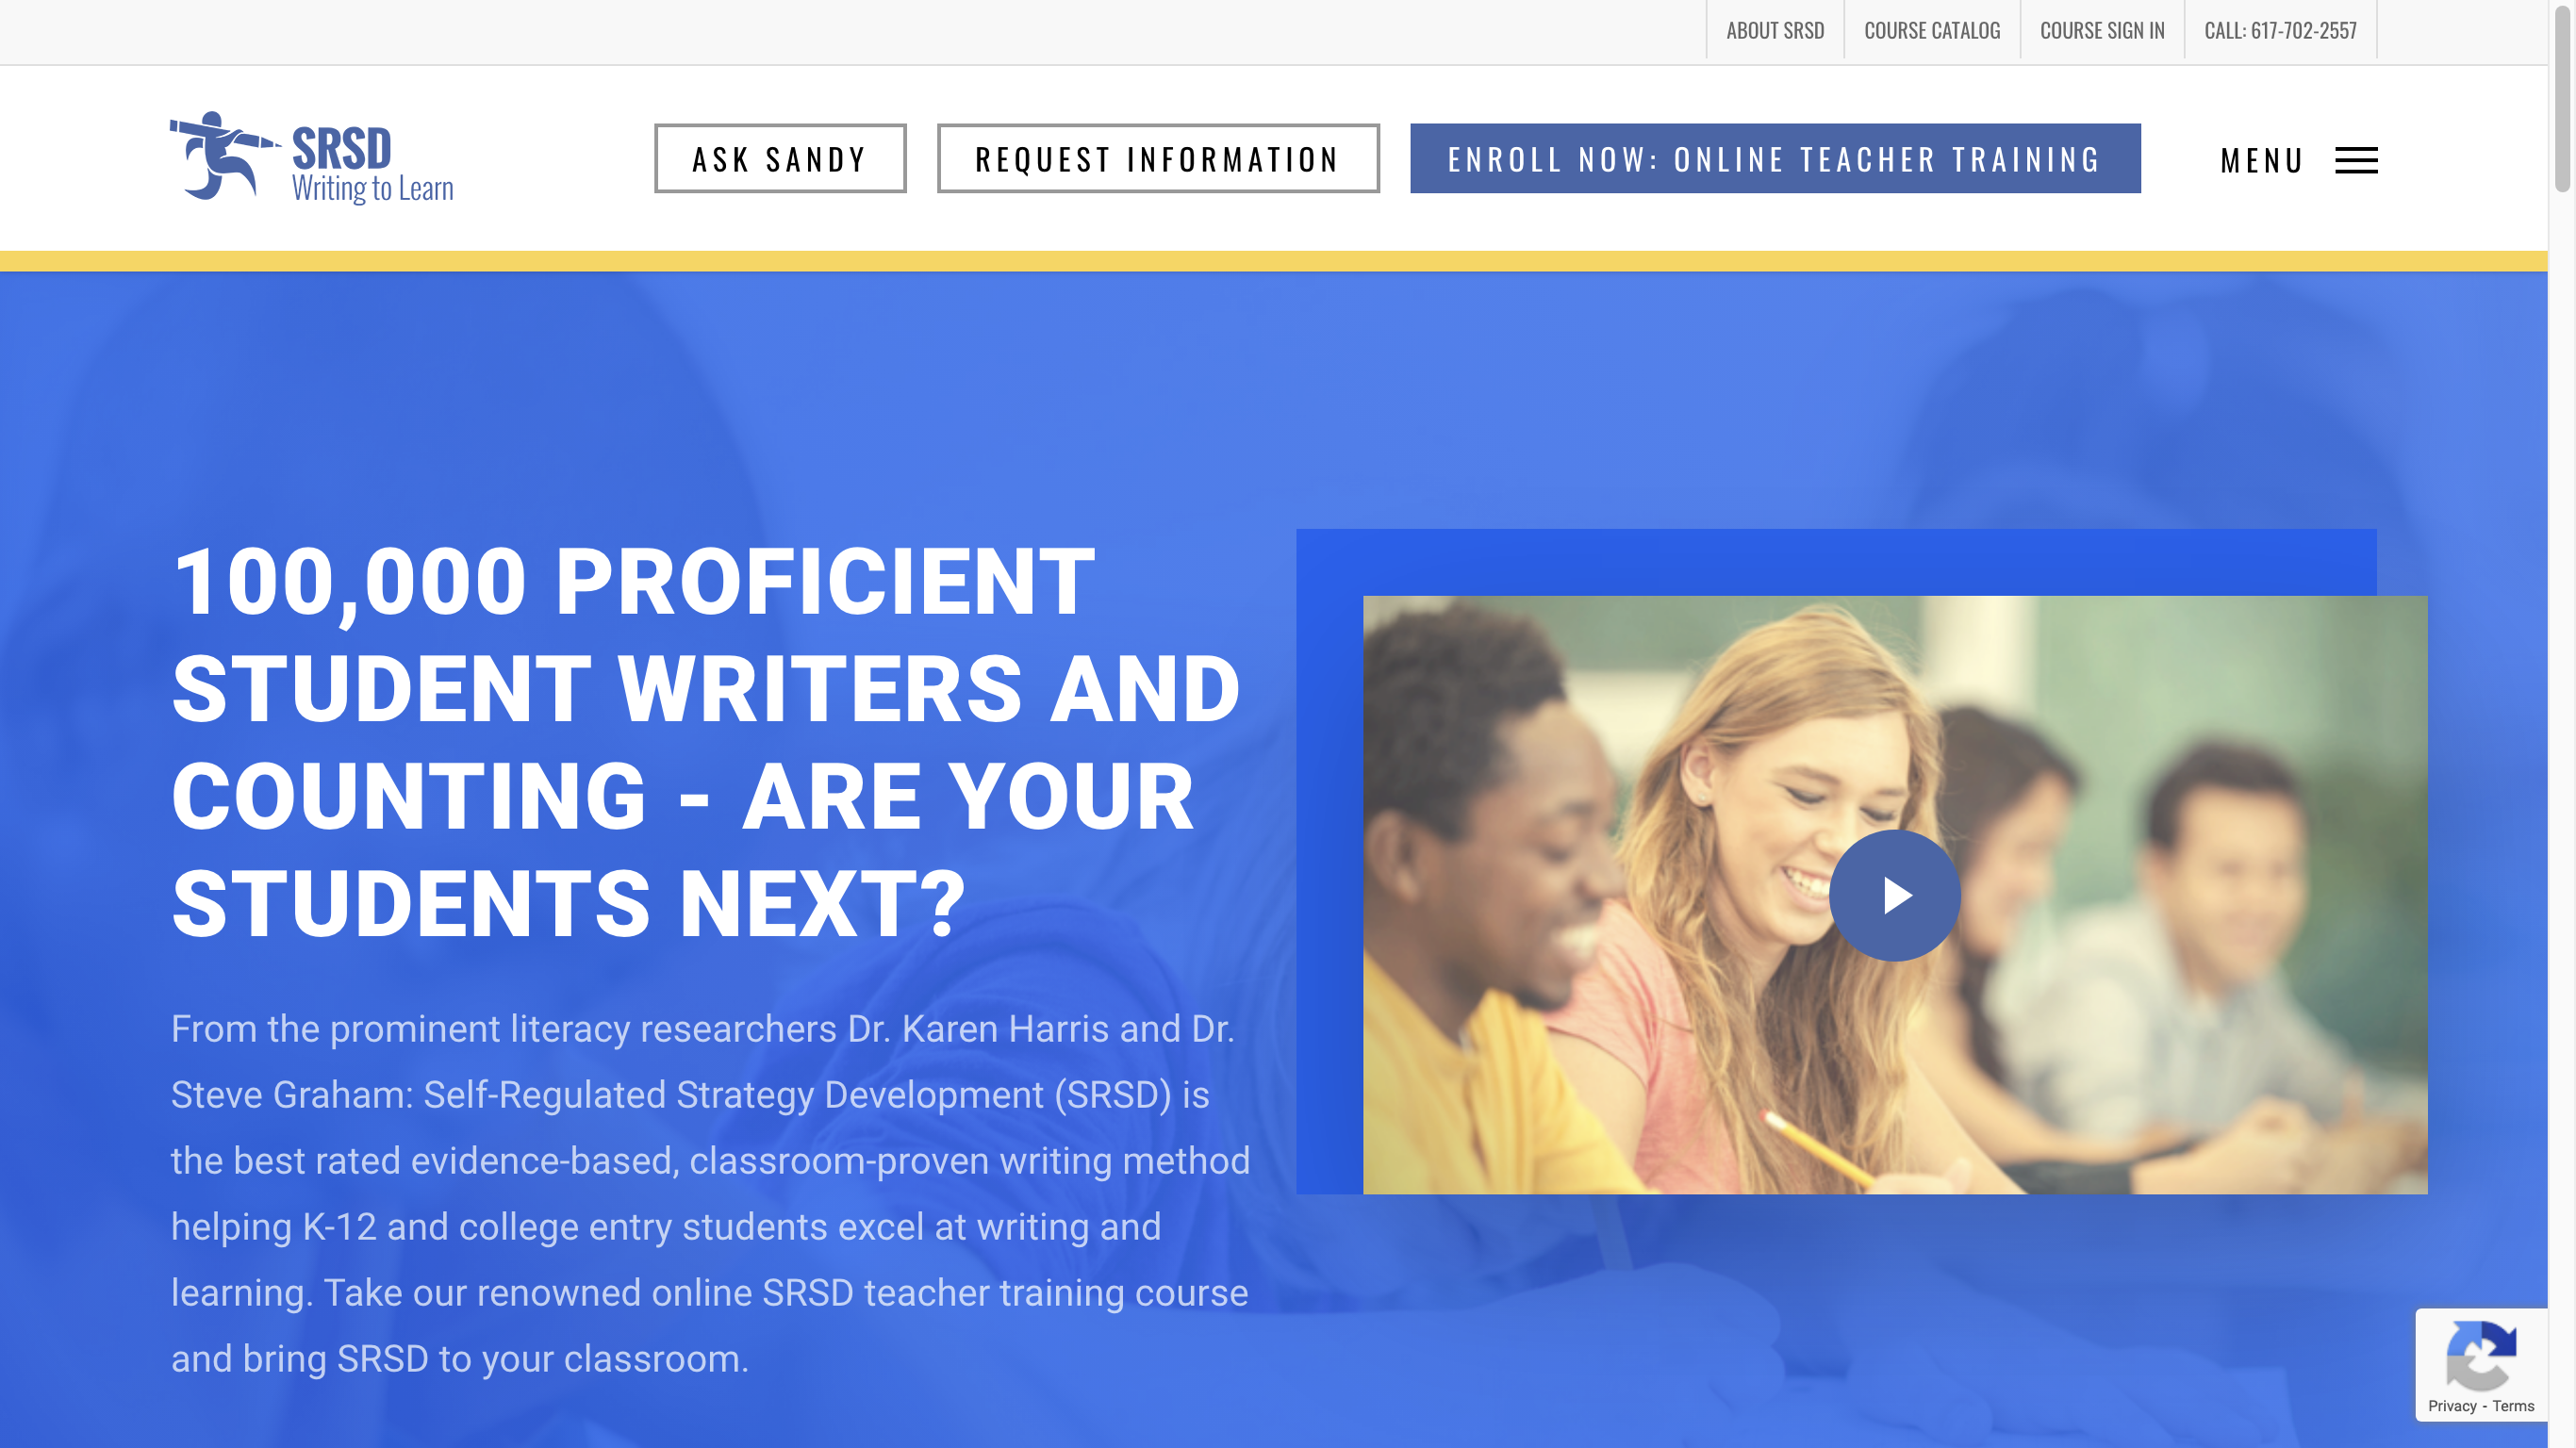 ABOUT SRSD
COURSE CATALOG
COURSE SIGN IN
CALL: 617-702-2557
SRSD
Writing to Learn
ASK SANDY
REQUEST INFORMATION
ENROLL NOW: ONLINE TEACHER TRAINING
MENU
100,000 PROFICIENT
STUDENT WRITERS AND
COUNTING - ARE YOUR
STUDENTS NEXT?
From the prominent literacy researchers Dr. Karen Harris and Dr.
Steve Graham: Self-Regulated Strategy Development (SRSD) is
the best rated evidence-based, classroom-proven writing method
helping K-12 and college entry students excel at writing and
learning. Take our renowned online SRSD teacher training course
and bring SRSD to your classroom.
Privacy - Terms